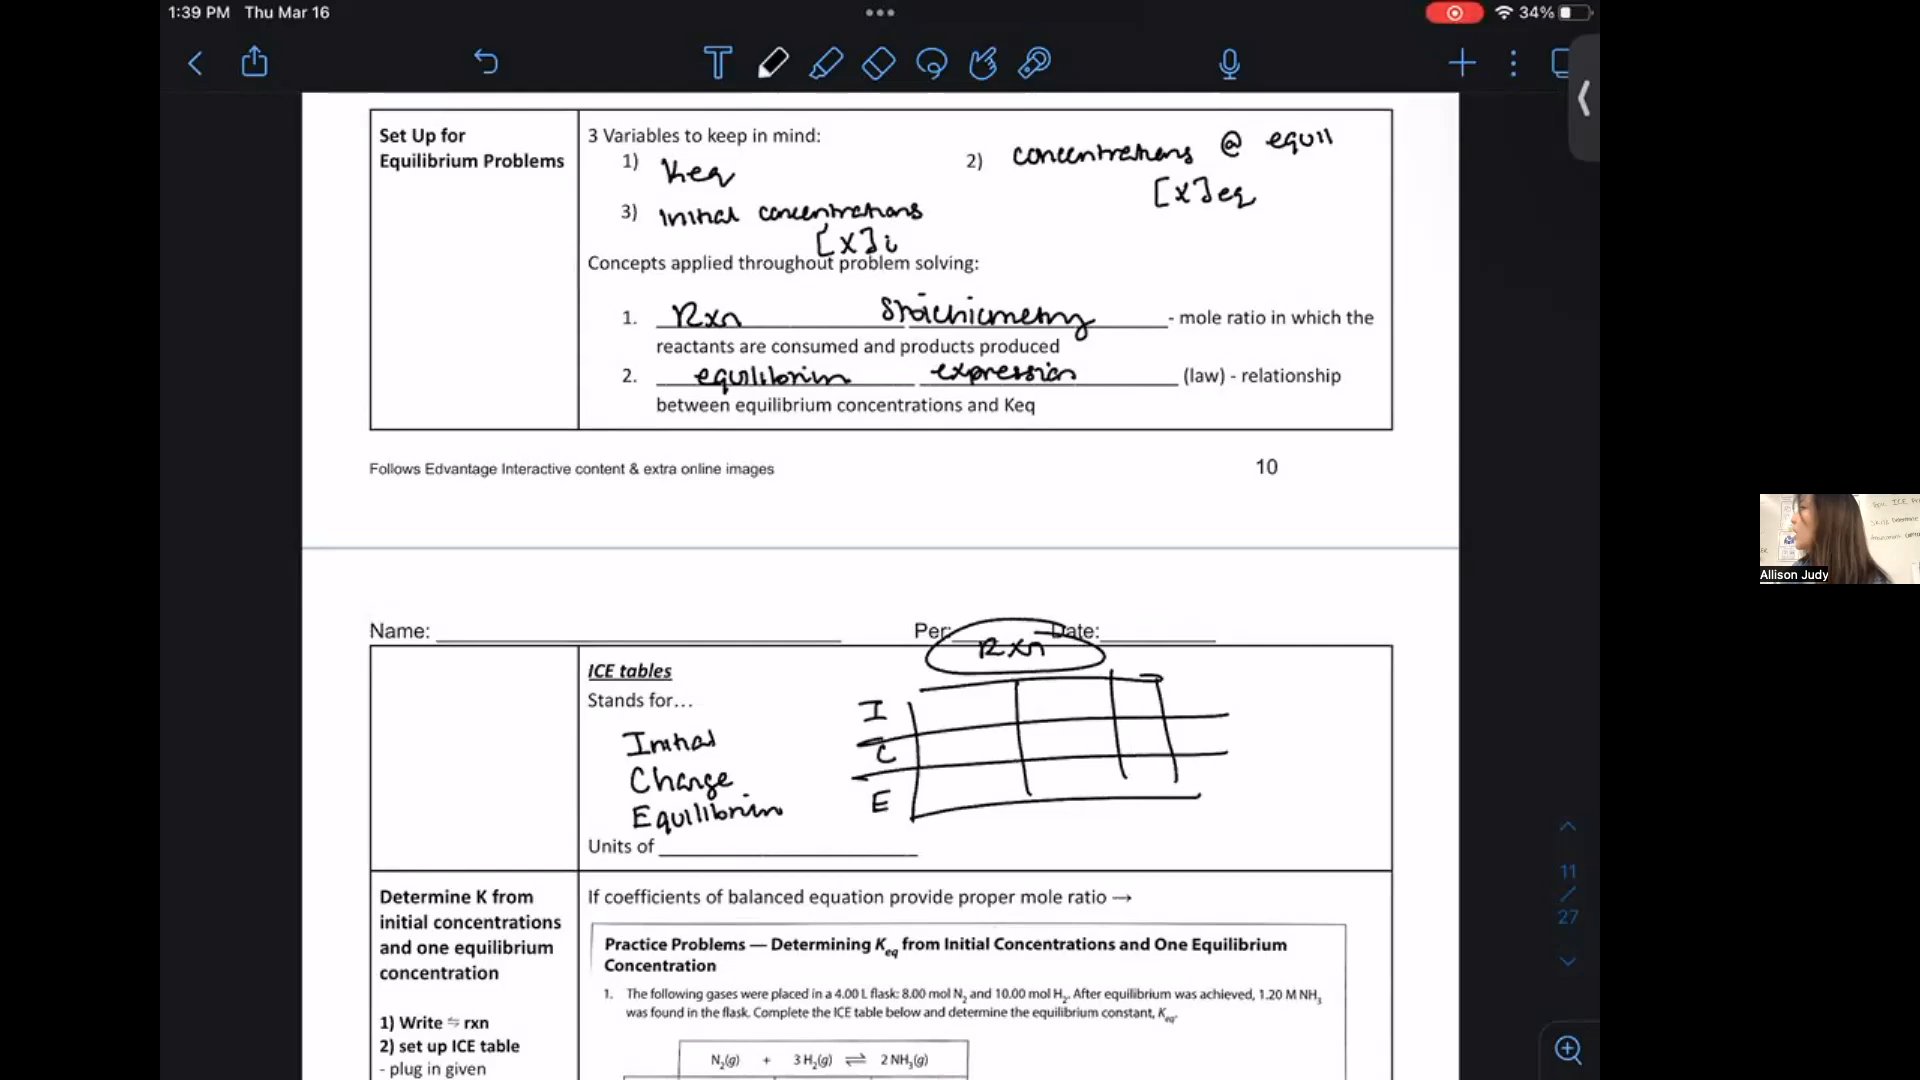 1:39 PM Thu Mar 16
34%
Set Up for
Equilibrium Problems
3 Variables to keep in mind:
1) Keq
2) concentrations @ equil
[X]eq
3) Initial concentrations
[X]i
Concepts applied throughout problem solving:
1. Rxn Stoichiometry - mole ratio in which the
reactants are consumed and products produced
2. equilibrium expression (law) - relationship
between equilibrium concentrations and Keq
Follows Edvantage Interactive content & extra online images 10
Allison Judy
Name: Per: Date:
Rxn
ICE tables
Stands for...
Initial
Change
Equilibrium
I
C
E
Units of
11
/
27
Determine K from
initial concentrations
and one equilibrium
concentration
1) Write ⇋ rxn
2) set up ICE table
- plug in given
If coefficients of balanced equation provide proper mole ratio →
Practice Problems — Determining Keq from Initial Concentrations and One Equilibrium
Concentration
1. The following gases were placed in a 4.00 L flask: 8.00 mol N₂ and 10.00 mol H₂. After equilibrium was achieved, 1.20 M NH₃
was found in the flask. Complete the ICE table below and determine the equilibrium constant, Keq.
N₂(g) + 3 H₂(g) ⇌ 2 NH₃(g)